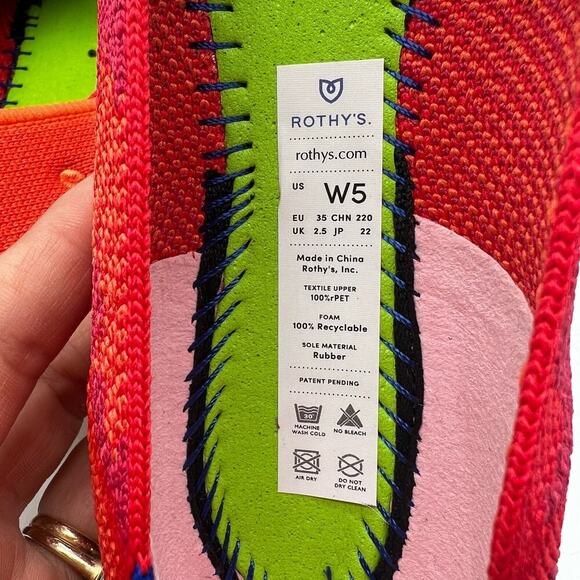 ROTHY'S.
rothys.com
US W5
EU 35 CHN 220
UK 2.5 JP 22
Made in China
Rothy's, Inc.
TEXTILE UPPER
100%rPET
FOAM
100% Recyclable
SOLE MATERIAL
Rubber
PATENT PENDING
30°
MACHINE WASH COLD
NO BLEACH
AIR DRY
DO NOT DRY CLEAN